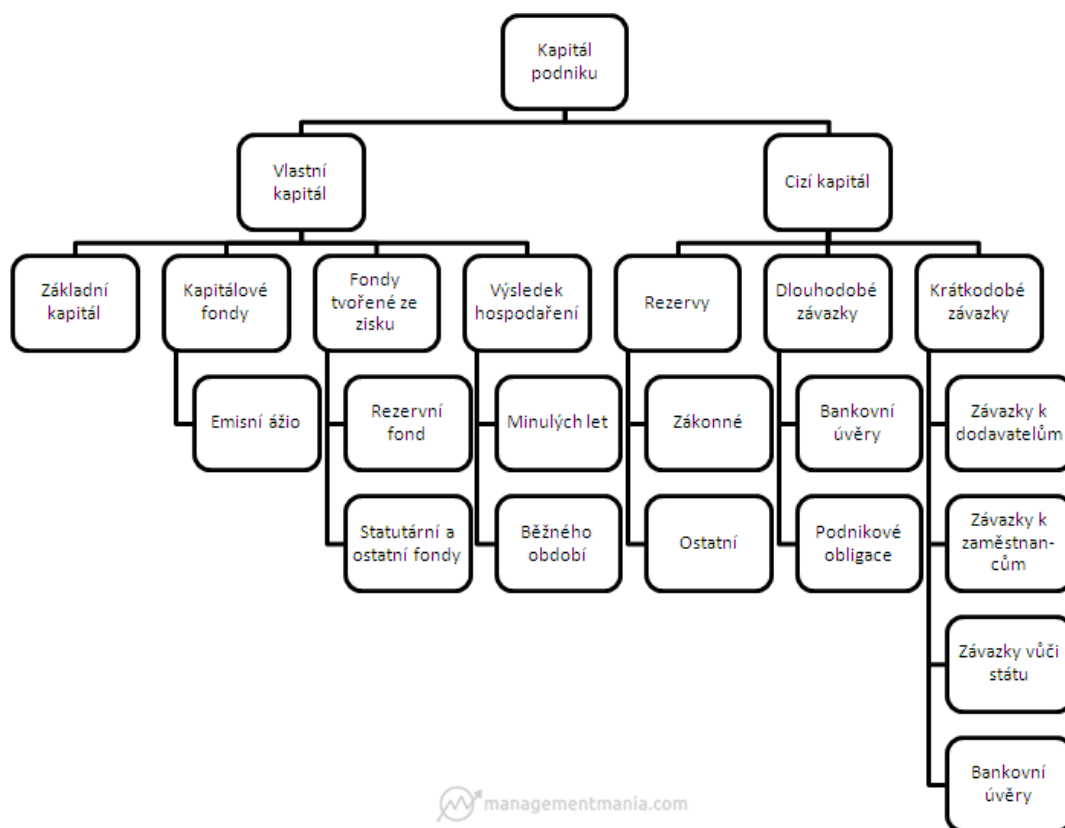 Kapitál
podniku
Vlastní
kapitál
Cizí kapitál
Základní
kapitál
Kapitálové
fondy
Fondy
tvořené ze
zisku
Výsledek
hospodaření
Rezervy
Dlouhodobé
závazky
Krátkodobé
závazky
Emisní ážio
Rezervní
fond
Minulých let
Zákonné
Bankovní
úvěry
Závazky k
dodavatelům
Statutární a
ostatní fondy
Běžného
období
Ostatní
Podnikové
obligace
Závazky k
zaměstnan-
cům
Závazky vůči
státu
Bankovní
úvěry
managementmania.com